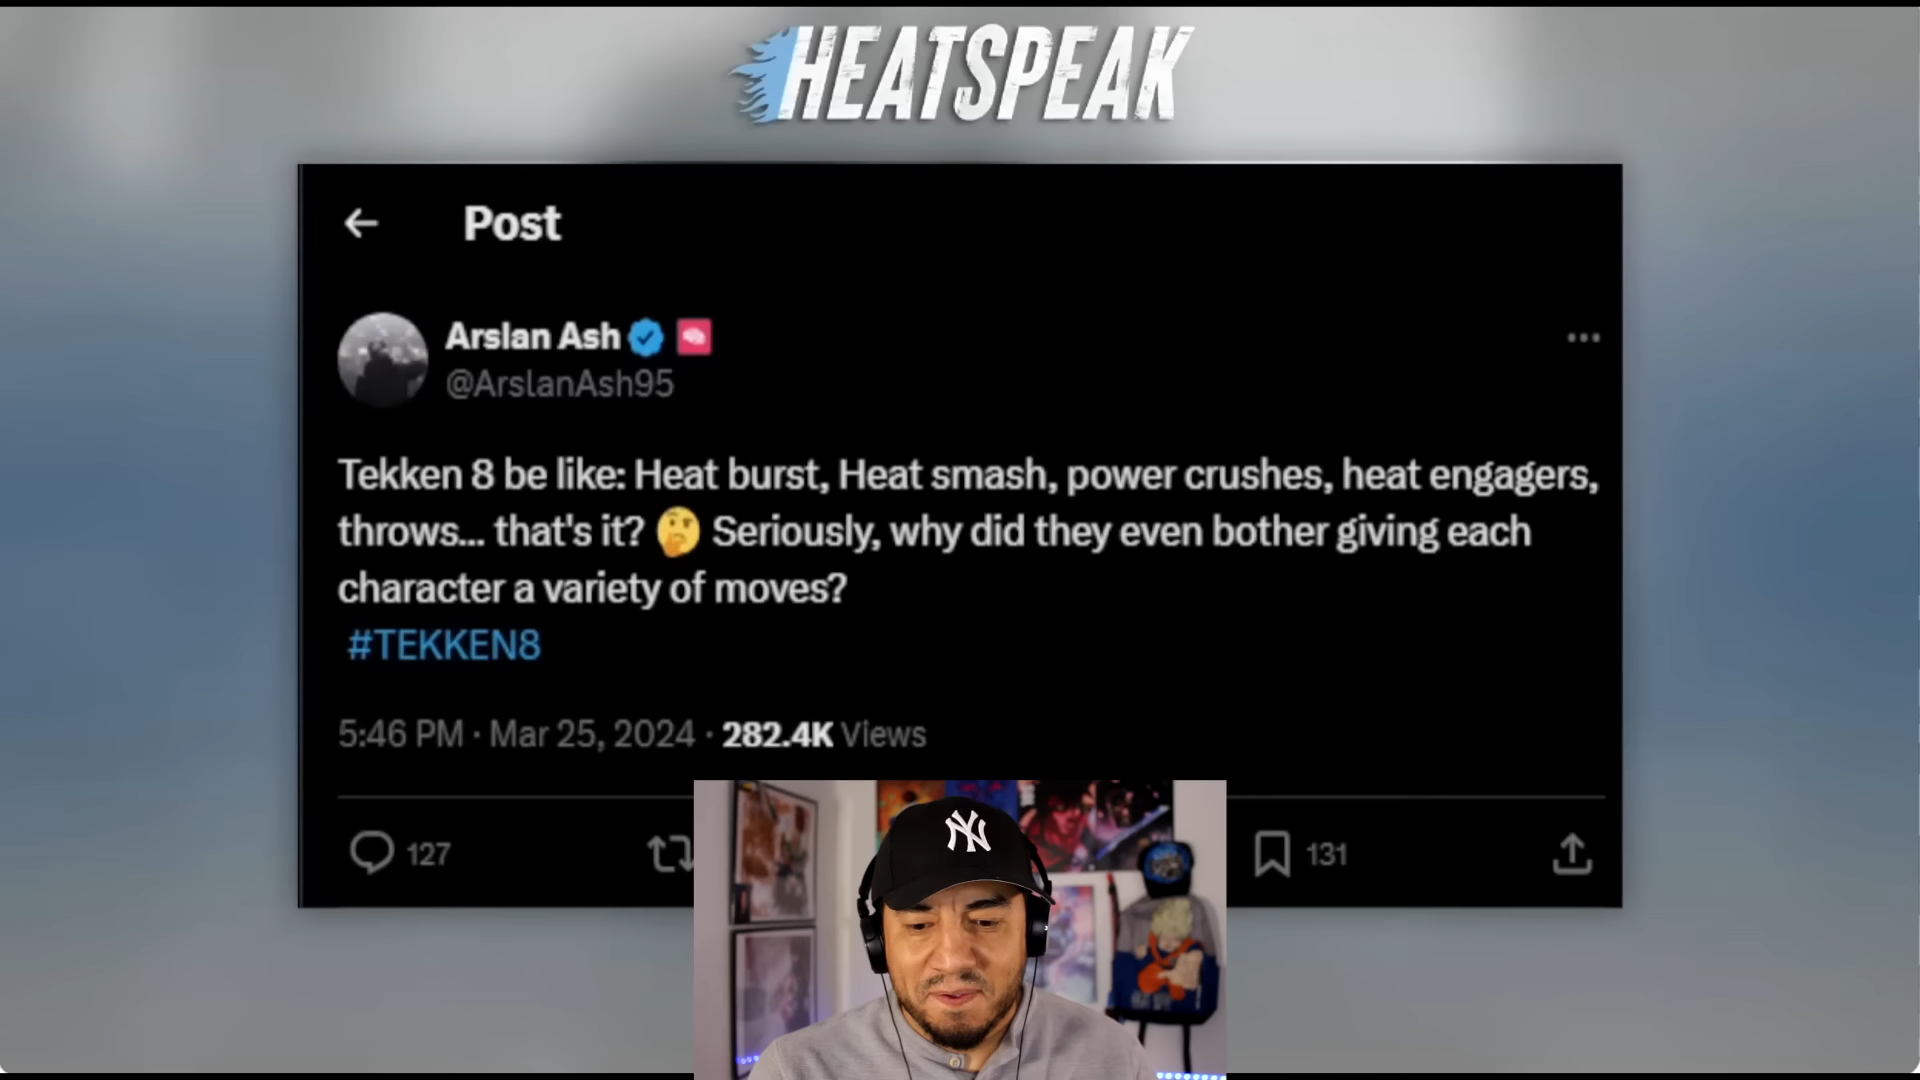 HEATSPEAK
Post
Arslan Ash
@ArslanAsh95
Tekken 8 be like: Heat burst, Heat smash, power crushes, heat engagers,
throws... that's it? 🤔 Seriously, why did they even bother giving each
character a variety of moves?
#TEKKEN8
5:46 PM · Mar 25, 2024 · 282.4K Views
127
131
NY